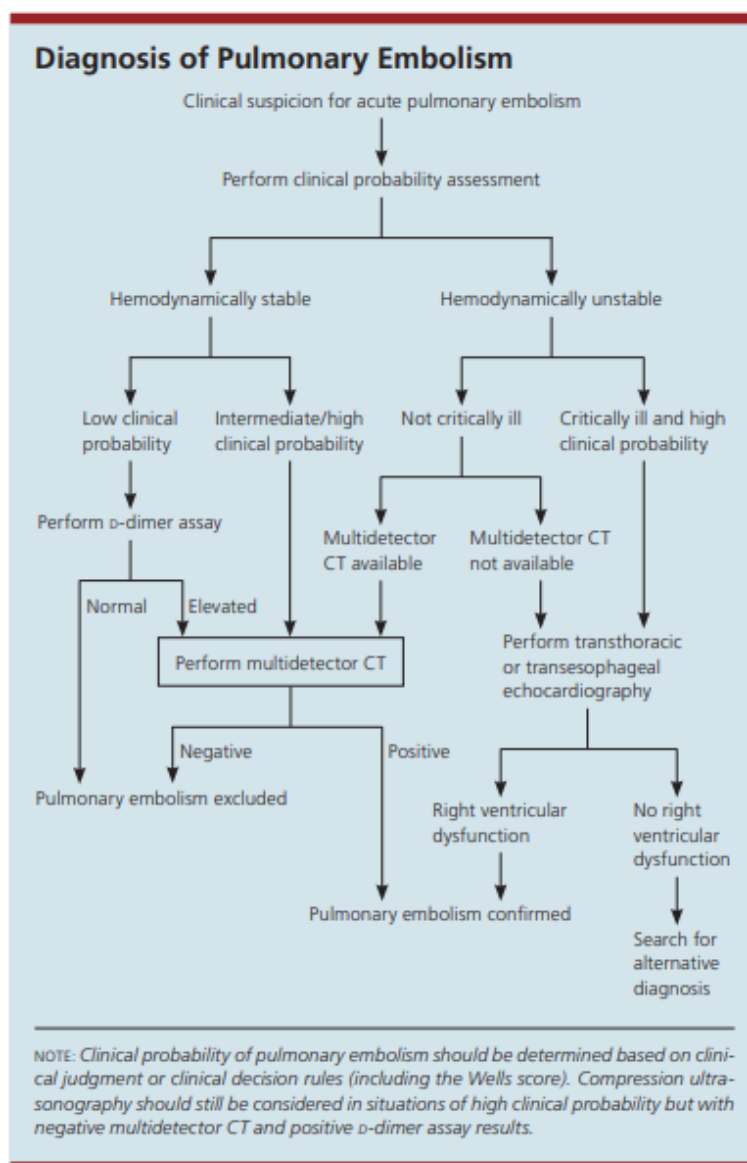 Diagnosis of Pulmonary Embolism
Clinical suspicion for acute pulmonary embolism
Perform clinical probability assessment
Hemodynamically stable
Hemodynamically unstable
Low clinical
probability
Intermediate/high
clinical probability
Not critically ill
Critically ill and high
clinical probability
Perform D-dimer assay
Multidetector
CT available
Multidetector CT
not available
Normal
Elevated
Perform multidetector CT
Perform transthoracic
or transesophageal
echocardiography
Negative
Positive
Pulmonary embolism excluded
Right ventricular
dysfunction
No right
ventricular
dysfunction
Pulmonary embolism confirmed
Search for
alternative
diagnosis
NOTE: Clinical probability of pulmonary embolism should be determined based on clini-
cal judgment or clinical decision rules (including the Wells score). Compression ultra-
sonography should still be considered in situations of high clinical probability but with
negative multidetector CT and positive D-dimer assay results.